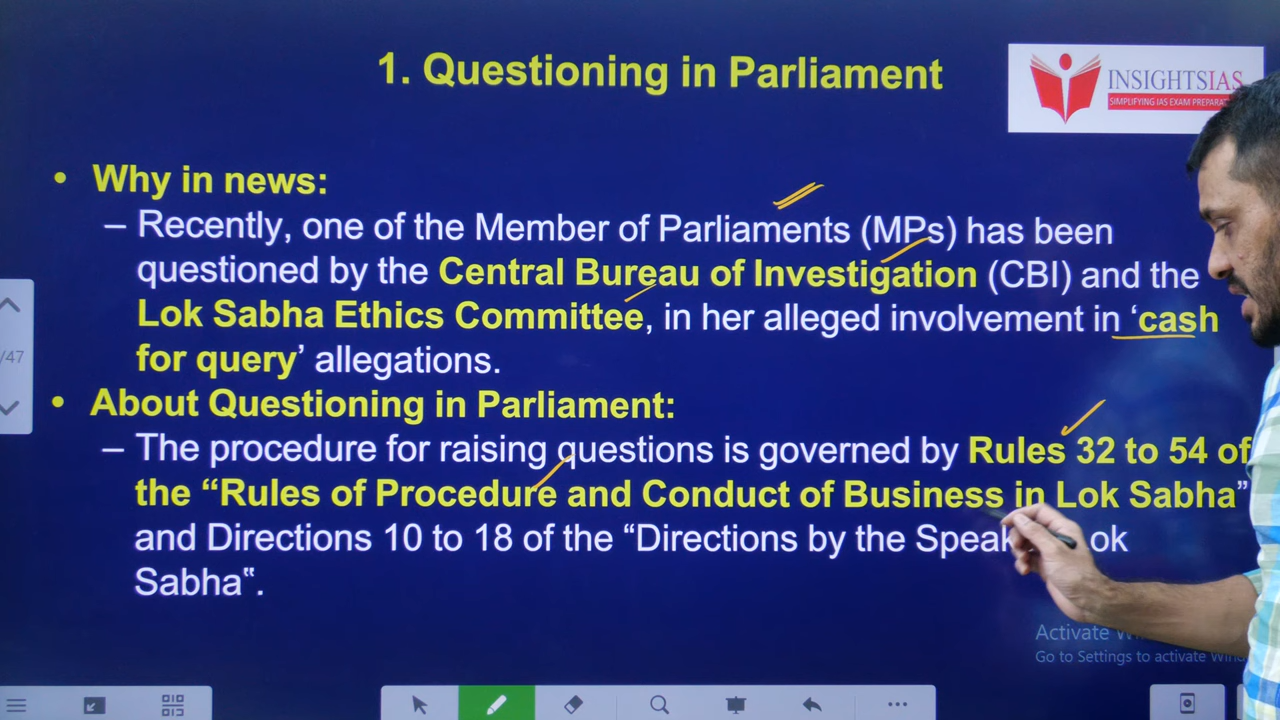 1. Questioning in Parliament
INSIGHTSIAS
SIMPLIFYING IAS EXAM
• Why in news:
– Recently, one of the Member of Parliaments (MPs) has been
questioned by the Central Bureau of Investigation (CBI) and the
Lok Sabha Ethics Committee, in her alleged involvement in ‘cash
for query’ allegations.
/47
• About Questioning in Parliament:
– The procedure for raising questions is governed by Rules 32 to 54 of
the “Rules of Procedure and Conduct of Business in Lok Sabha”
and Directions 10 to 18 of the “Directions by the
Sabha‟.
Activate
Go to Settings to activate